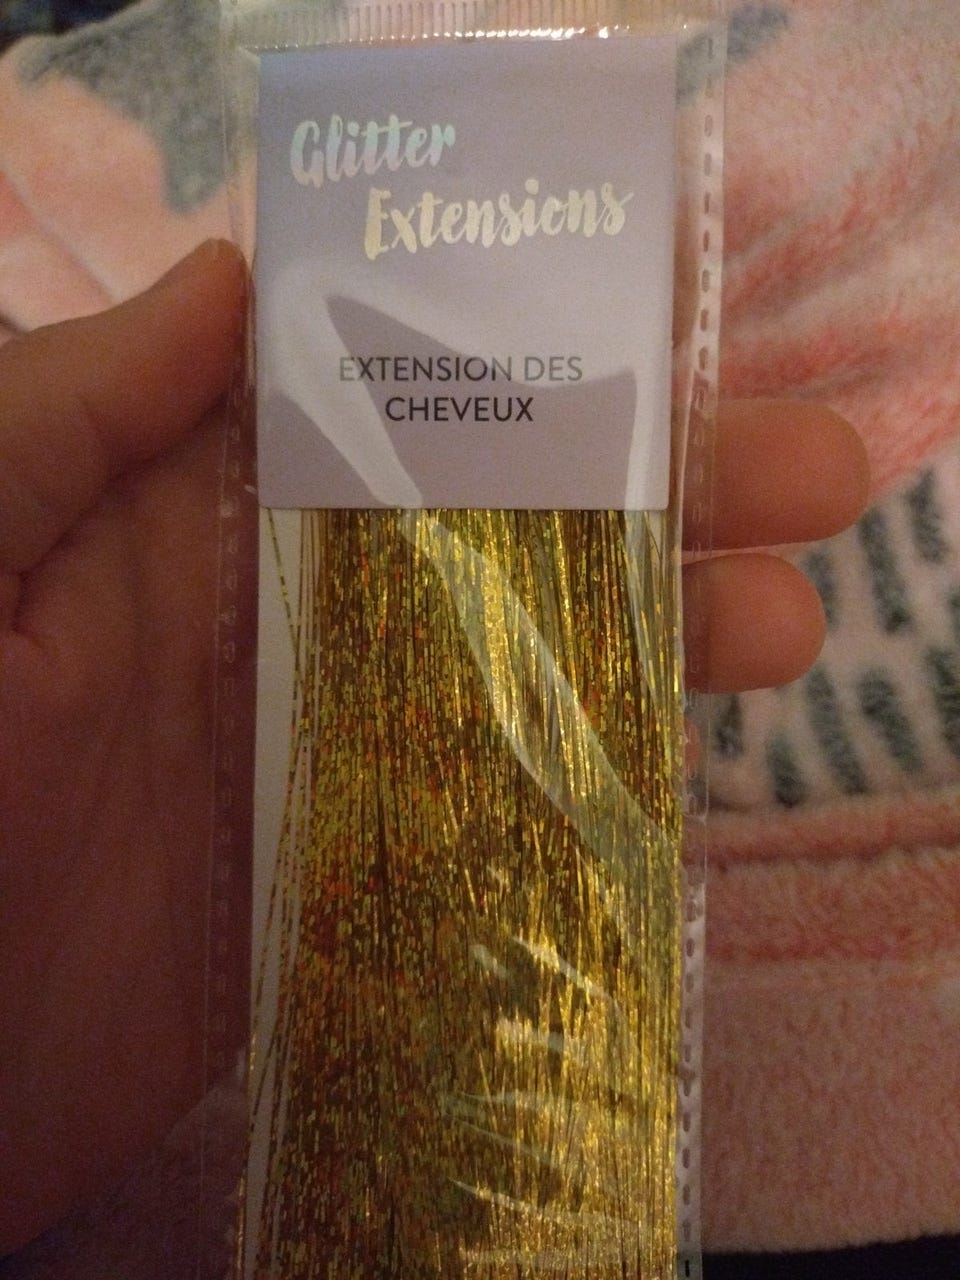 Glitter
Extensions
EXTENSION DES
CHEVEUX